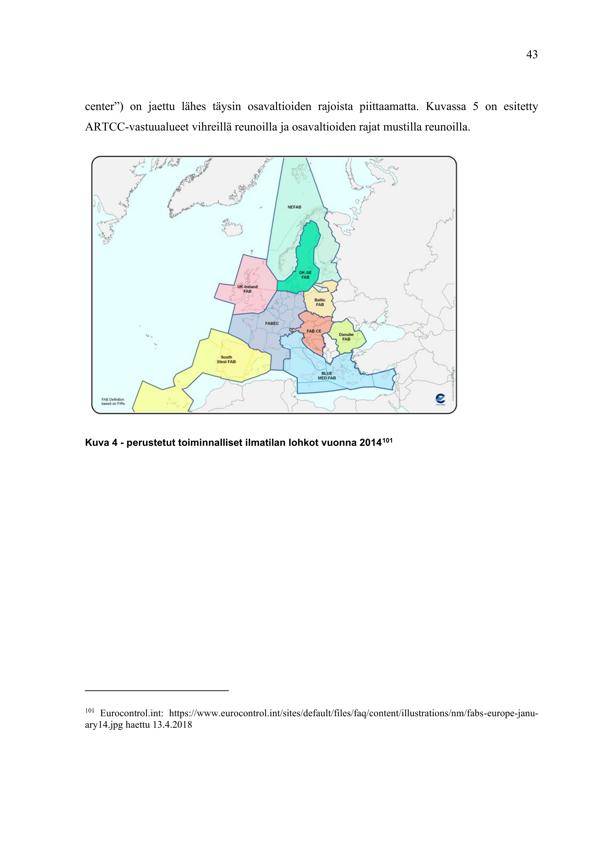 43
center”) on jaettu lähes täysin osavaltioiden rajoista piittaamatta. Kuvassa 5 on esitetty
ARTCC-vastuualueet vihreillä reunoilla ja osavaltioiden rajat mustilla reunoilla.
NEFAB
DK-SE
FAB
UK-Ireland
FAB
Baltic
FAB
FABEC
FAB CE
Danube
FAB
South
West FAB
BLUE
MED FAB
FAB Definition
based on FIRs
Kuva 4 - perustetut toiminnalliset ilmatilan lohkot vuonna 2014101
101 Eurocontrol.int: https://www.eurocontrol.int/sites/default/files/faq/content/illustrations/nm/fabs-europe-janu-
ary14.jpg haettu 13.4.2018